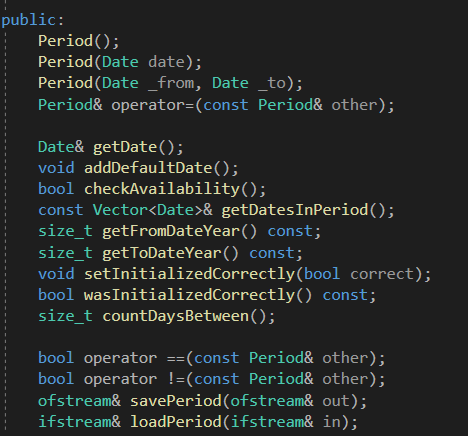 public:
Period();
Period(Date date);
Period(Date _from, Date _to);
Period& operator=(const Period& other);
Date& getDate();
void addDefaultDate();
bool checkAvailability();
const Vector<Date>& getDatesInPeriod();
size_t getFromDateYear() const;
size_t getToDateYear() const;
void setInitializedCorrectly(bool correct);
bool wasInitializedCorrectly() const;
size_t countDaysBetween();
bool operator ==(const Period& other);
bool operator !=(const Period& other);
ofstream& savePeriod(ofstream& out);
ifstream& loadPeriod(ifstream& in);